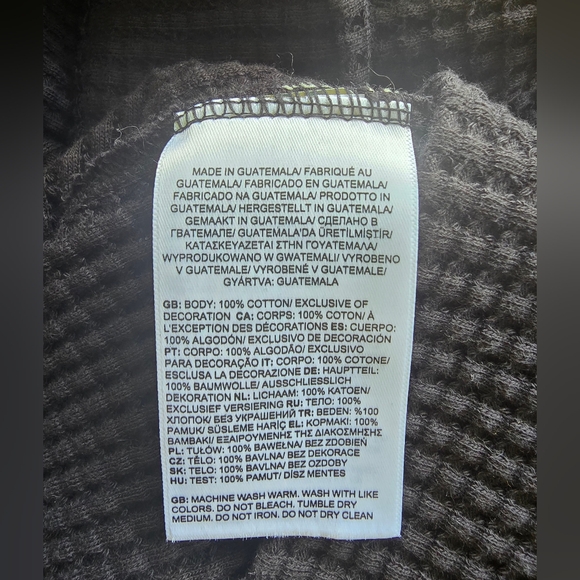 MADE IN GUATEMALA/ FABRIQUÉ AU
GUATEMALA/ FABRICADO EN GUATEMALA/
FABRICADO NA GUATEMALA/ PRODOTTO IN
GUATEMALA/ HERGESTELLT IN GUATEMALA/
GEMAAKT IN GUATEMALA/ СДЕЛАНО В
ГВАТЕМАЛЕ/ GUATEMALA'DA ÜRETİLMİŞTİR/
ΚΑΤΑΣΚΕΥΑΖΕΤΑΙ ΣΤΗΝ ΓΟΥΑΤΕΜΑΛΑ/
WYPRODUKOWANO W GWATEMALI/ VYROBENO
V GUATEMALE/ VYROBENÉ V GUATEMALE/
GYÁRTVA: GUATEMALA
GB: BODY: 100% COTTON/ EXCLUSIVE OF
DECORATION CA: CORPS: 100% COTON/ À
L'EXCEPTION DES DÉCORATIONS ES: CUERPO:
100% ALGODÓN/ EXCLUSIVO DE DECORACIÓN
PT: CORPO: 100% ALGODÃO/ EXCLUSIVO
PARA DECORAÇÃO IT: CORPO: 100% COTONE/
ESCLUSA LA DECORAZIONE DE: HAUPTTEIL:
100% BAUMWOLLE/ AUSSCHLIESSLICH
DEKORATION NL: LICHAAM: 100% KATOEN/
EXCLUSIEF VERSIERING RU: ТЕЛО: 100%
ХЛОПОК/ БЕЗ УКРАШЕНИЙ TR: BEDEN: %100
PAMUK/ SÜSLEME HARİÇ EL: ΚΟΡΜΑΚΙ: 100%
ΒΑΜΒΑΚΙ/ ΕΞΑΙΡΟΥΜΕΝΗΣ ΤΗΣ ΔΙΑΚΟΣΜΗΣΗΣ
PL: TUŁÓW: 100% BAWEŁNA/ BEZ ZDOBIEŃ
CZ: TĚLO: 100% BAVLNA/ BEZ DEKORACE
SK: TELO: 100% BAVLNA/ BEZ OZDOBY
HU: TEST: 100% PAMUT/ DÍSZ MENTES
GB: MACHINE WASH WARM. WASH WITH LIKE
COLORS. DO NOT BLEACH. TUMBLE DRY
MEDIUM. DO NOT IRON. DO NOT DRY CLEAN